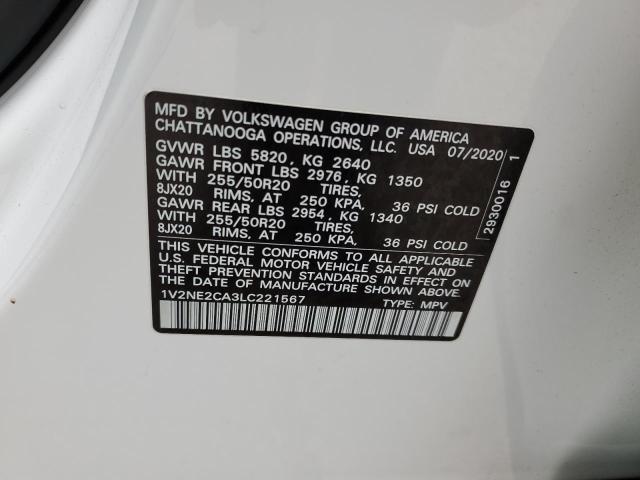 MFD BY VOLKSWAGEN GROUP OF AMERICA
CHATTANOOGA OPERATIONS, LLC. USA 07/2020
GVWR LBS 5820, KG 2640
GAWR FRONT LBS 2976, KG 1350
WITH 255/50R20 TIRES,
8JX20 RIMS, AT 250 KPA, 36 PSI COLD
GAWR REAR LBS 2954, KG 1340
WITH 255/50R20 TIRES,
8JX20 RIMS, AT 250 KPA, 36 PSI COLD
THIS VEHICLE CONFORMS TO ALL APPLICABLE
U.S. FEDERAL MOTOR VEHICLE SAFETY AND
THEFT PREVENTION STANDARDS IN EFFECT ON
THE DATE OF MANUFACTURE SHOWN ABOVE.
1V2NE2CA3LC221567 TYPE: MPV
2930016 1